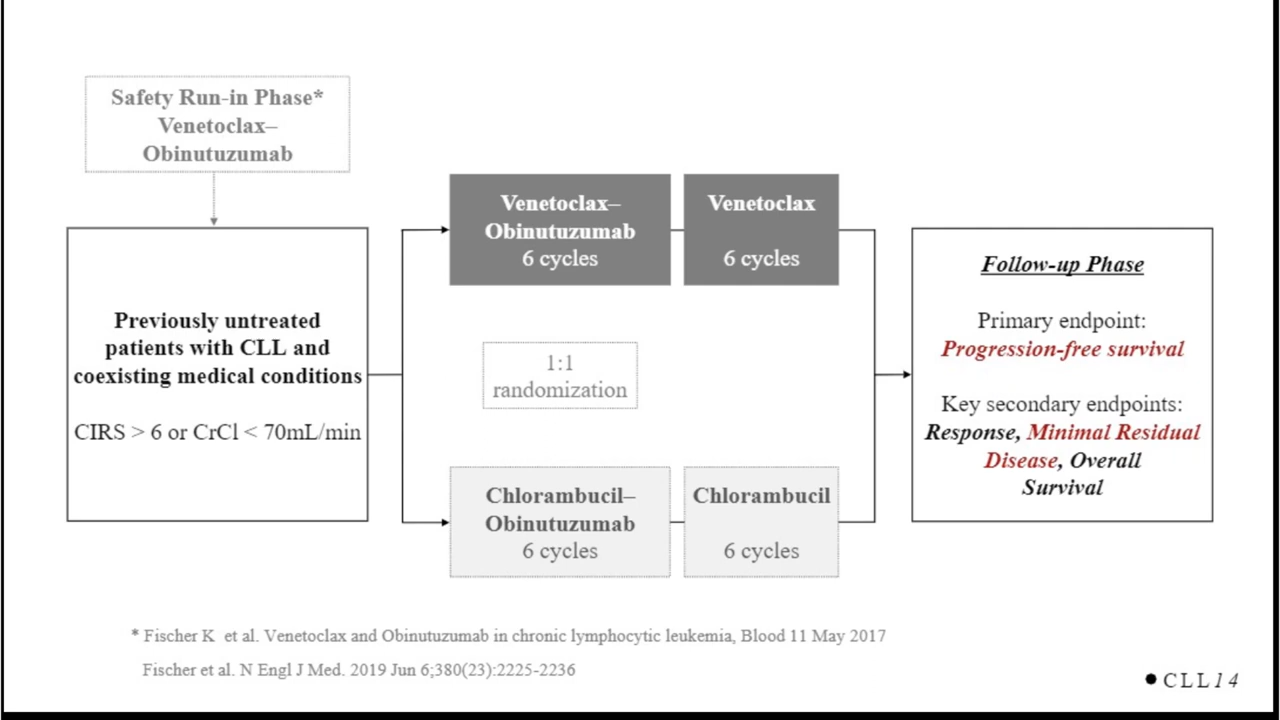 Safety Run-in Phase*
Venetoclax–
Obinutuzumab
Previously untreated
patients with CLL and
coexisting medical conditions
CIRS > 6 or CrCl < 70mL/min
Venetoclax–
Obinutuzumab
6 cycles
Venetoclax
6 cycles
1:1
randomization
Chlorambucil–
Obinutuzumab
6 cycles
Chlorambucil
6 cycles
Follow-up Phase
Primary endpoint:
Progression-free survival
Key secondary endpoints:
Response, Minimal Residual
Disease, Overall
Survival
* Fischer K et al. Venetoclax and Obinutuzumab in chronic lymphocytic leukemia, Blood 11 May 2017
Fischer et al. N Engl J Med. 2019 Jun 6;380(23):2225-2236
● CLL14